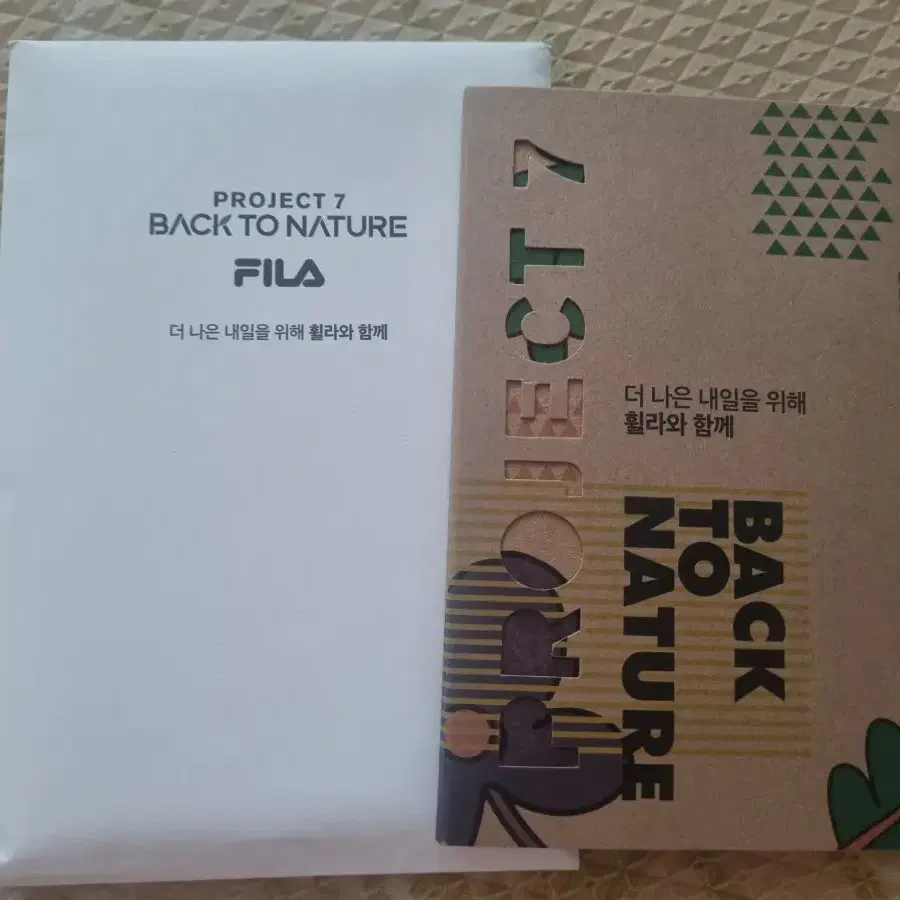 PROJECT 7
BACK TO NATURE
FILA
더 나은 내일을 위해 휠라와 함께
PROJECT 7
더 나은 내일을 위해
휠라와 함께
BACK
TO
NATURE